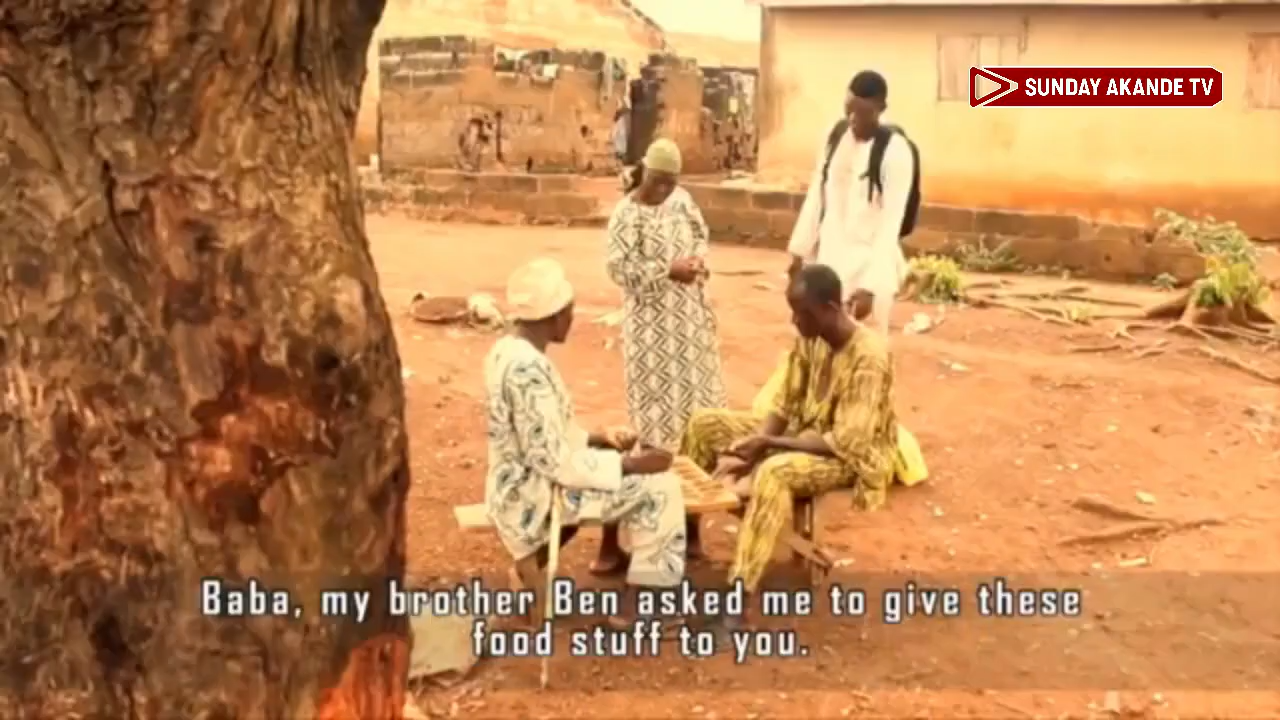 SUNDAY AKANDE TV
Baba, my brother Ben asked me to give these
food stuff to you.